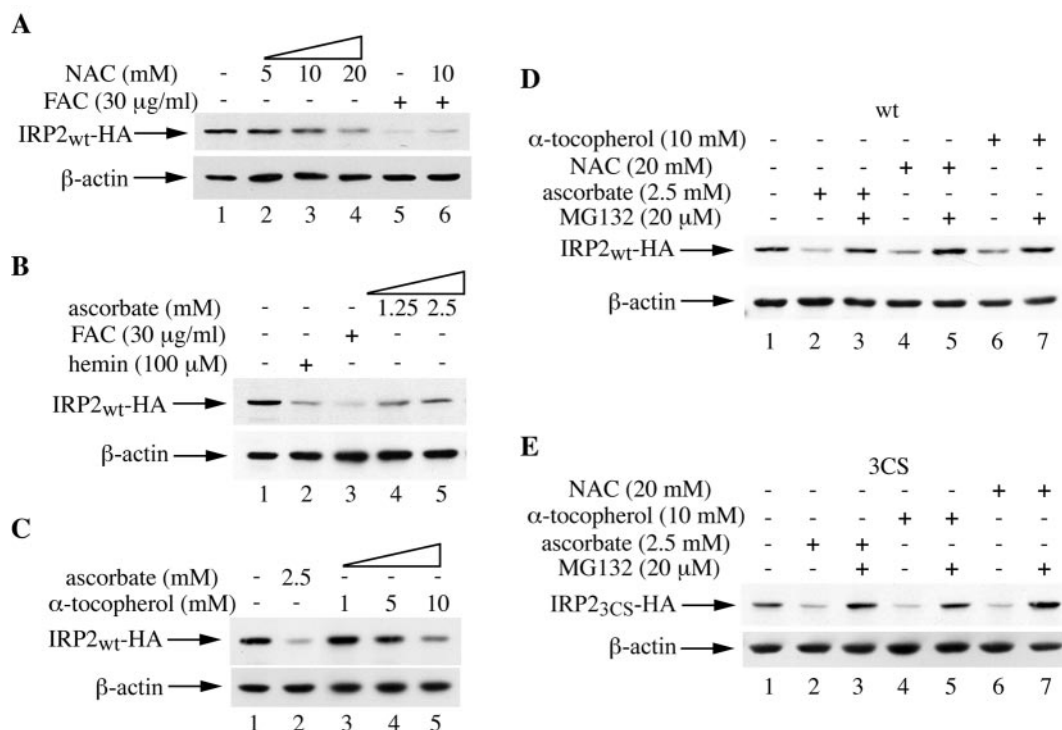 A
NAC (mM) - 5 10 20 - 10
FAC (30 µg/ml) - - - - + +
IRP2wt-HA
β-actin
1 2 3 4 5 6
B
ascorbate (mM) - - - 1.25 2.5
FAC (30 µg/ml) - - + - -
hemin (100 µM) - + - - -
IRP2wt-HA
β-actin
1 2 3 4 5
C
ascorbate (mM) - 2.5 - - -
α-tocopherol (mM) - - 1 5 10
IRP2wt-HA
β-actin
1 2 3 4 5
D
wt
α-tocopherol (10 mM) - - - - - + +
NAC (20 mM) - - - + + - -
ascorbate (2.5 mM) - + + - - - -
MG132 (20 µM) - - + - + - +
IRP2wt-HA
β-actin
1 2 3 4 5 6 7
E
3CS
NAC (20 mM) - - - - - + +
α-tocopherol (10 mM) - - - + + - -
ascorbate (2.5 mM) - + + - - - -
MG132 (20 µM) - - + - + - +
IRP23CS-HA
β-actin
1 2 3 4 5 6 7